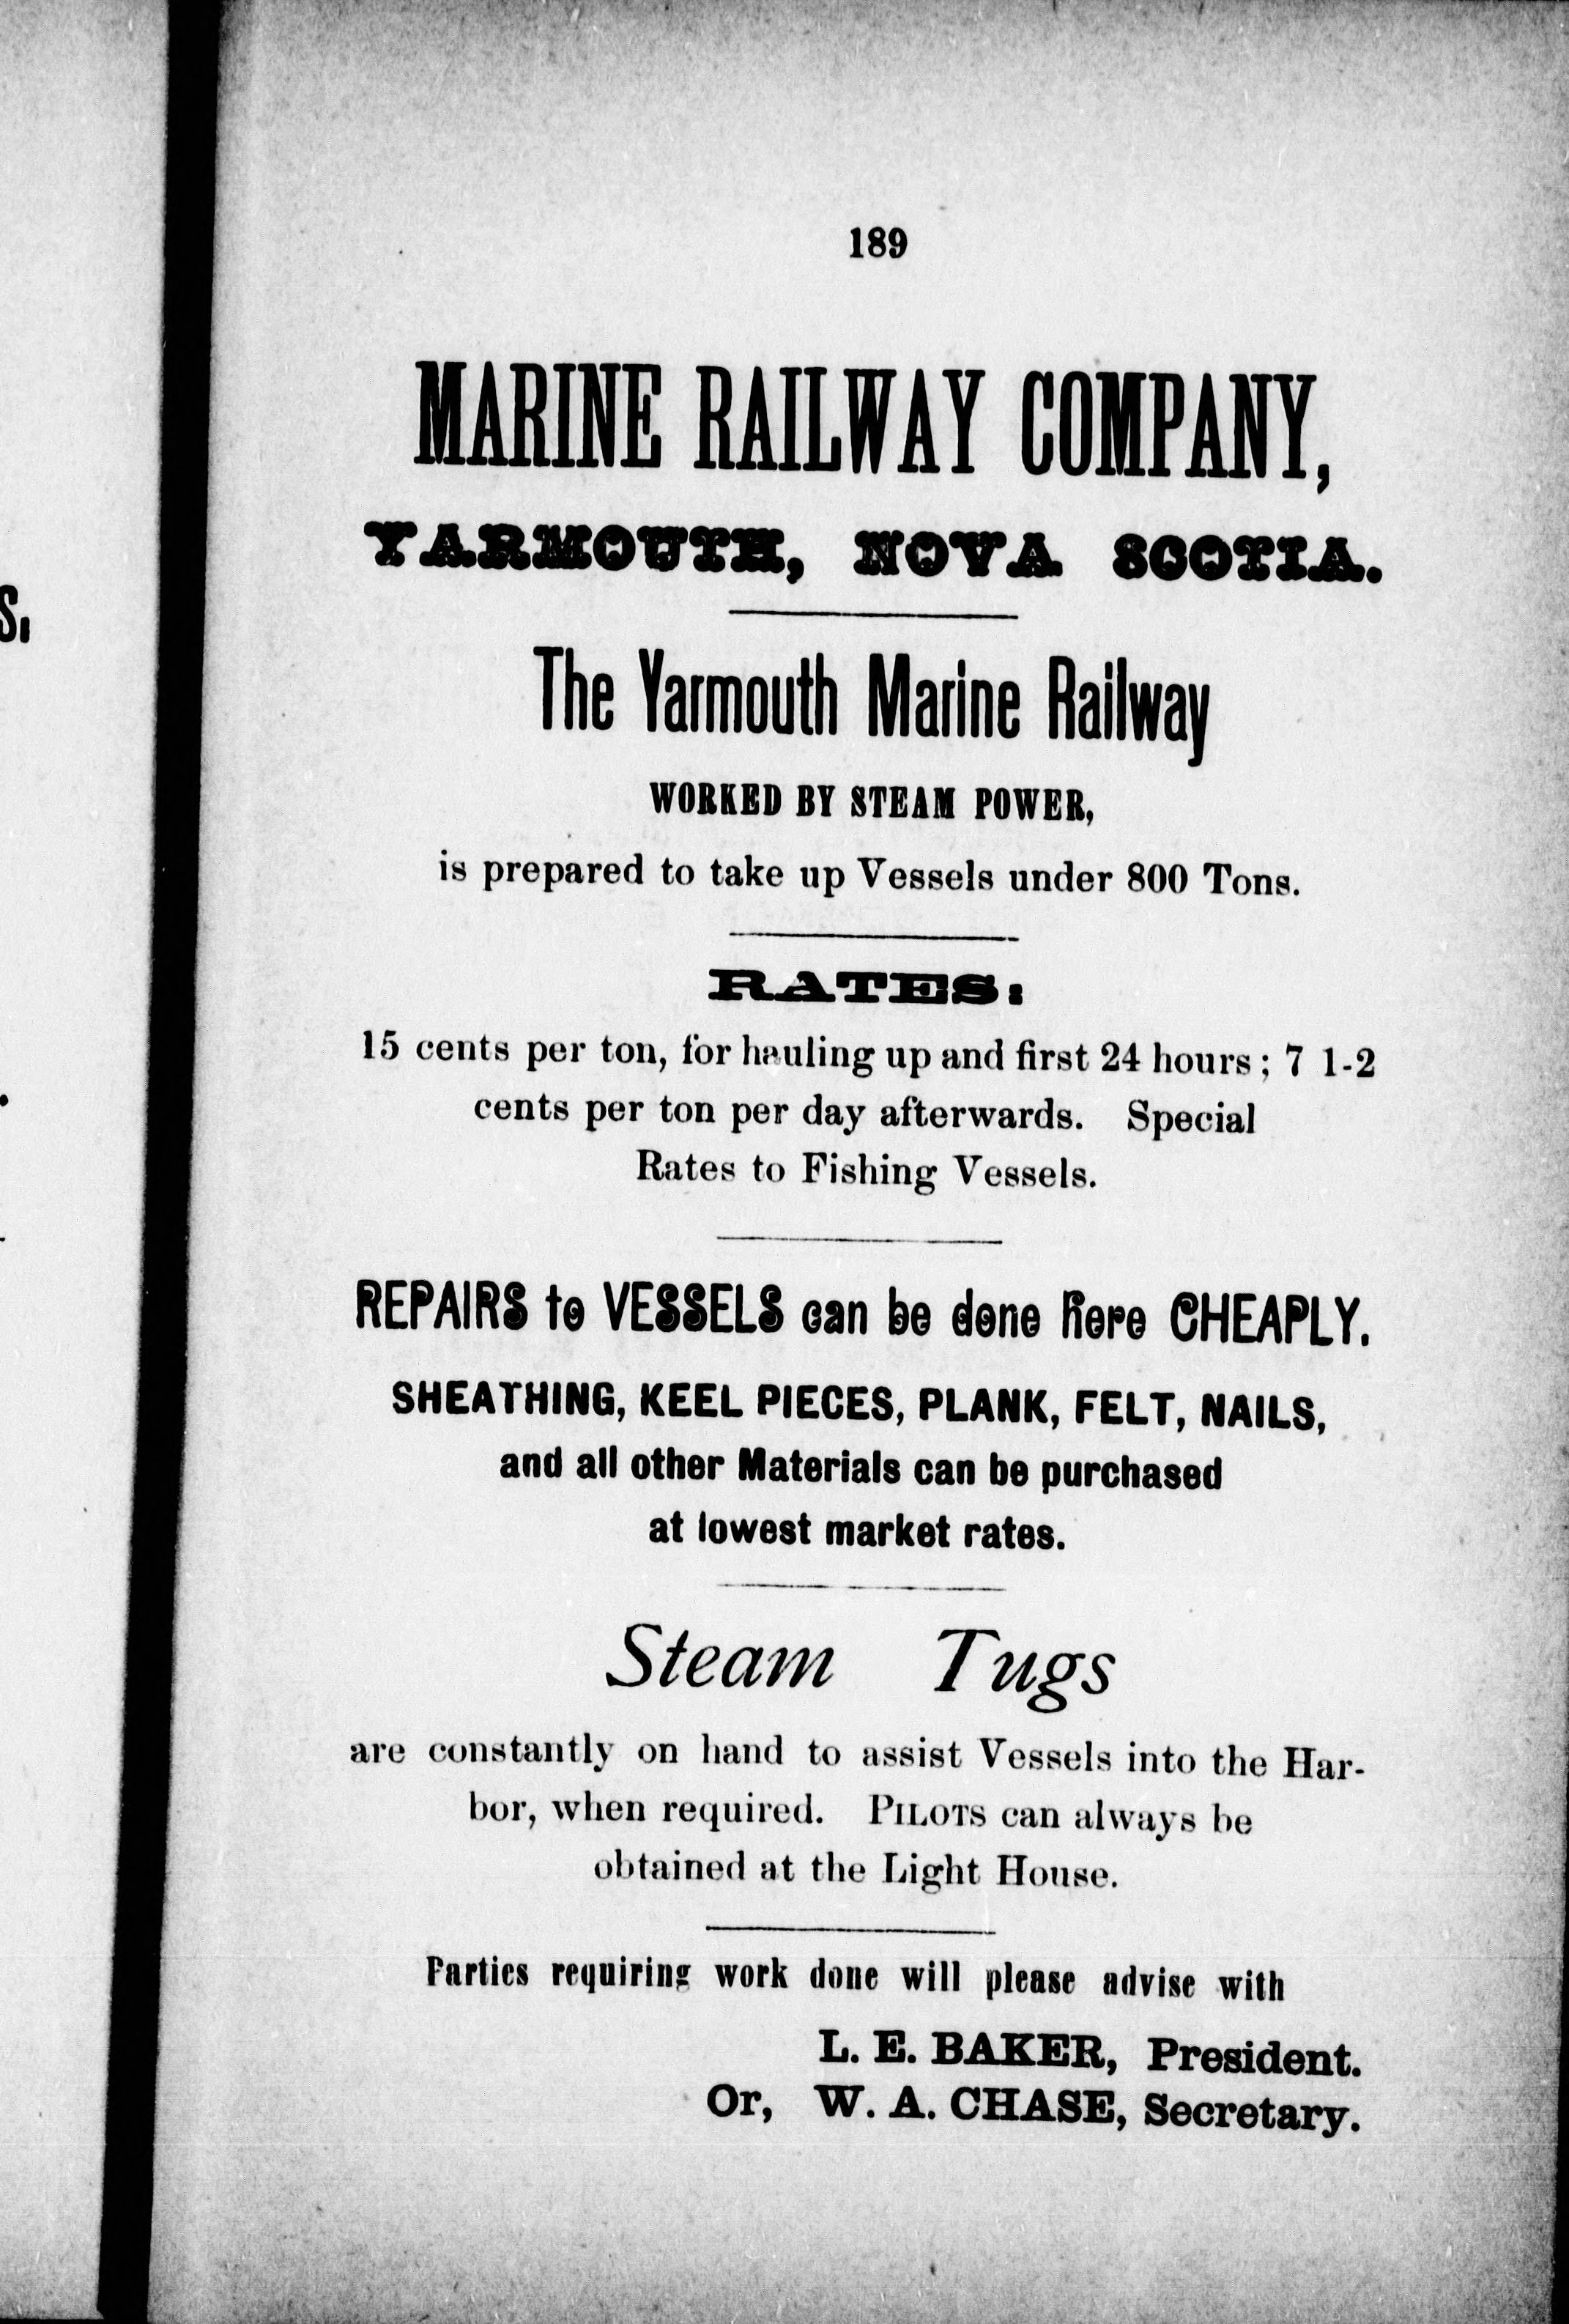 189
MARINE RAILWAY COMPANY,
YARMOUTH, NOVA SCOTIA.
The Yarmouth Marine Railway
WORKED BY STEAM POWER,
is prepared to take up Vessels under 800 Tons.
RATES:
15 cents per ton, for hauling up and first 24 hours; 7 1-2
cents per ton per day afterwards. Special
Rates to Fishing Vessels.
REPAIRS to VESSELS can be done here CHEAPLY.
SHEATHING, KEEL PIECES, PLANK, FELT, NAILS,
and all other Materials can be purchased
at lowest market rates.
Steam Tugs
are constantly on hand to assist Vessels into the Har-
bor, when required. PILOTS can always be
obtained at the Light House.
Parties requiring work done will please advise with
L. E. BAKER, President.
Or, W. A. CHASE, Secretary.